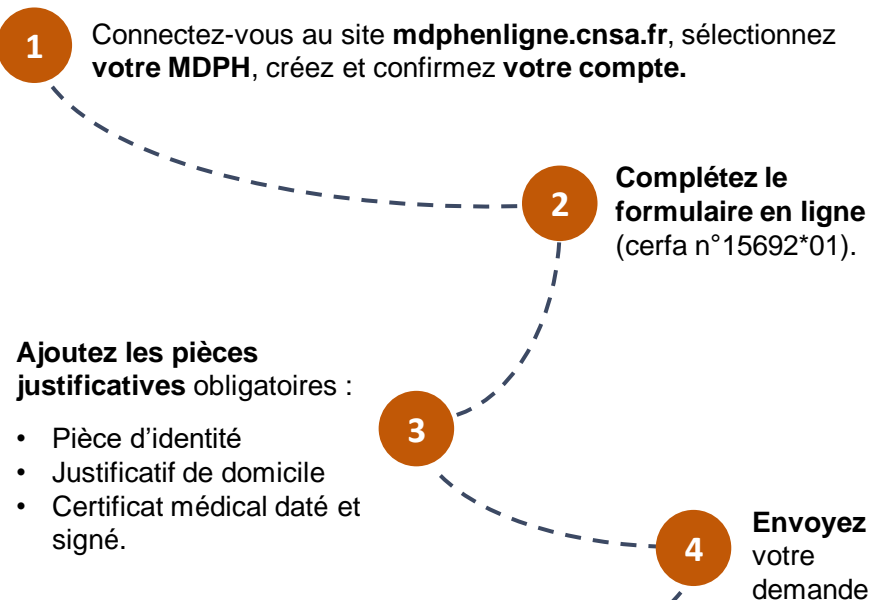 1
Connectez-vous au site mdphenligne.cnsa.fr, sélectionnez
votre MDPH, créez et confirmez votre compte.
2
Complétez le
formulaire en ligne
(cerfa n°15692*01).
Ajoutez les pièces
justificatives obligatoires :
• Pièce d’identité
• Justificatif de domicile
• Certificat médical daté et
signé.
3
4
Envoyez
votre
demande